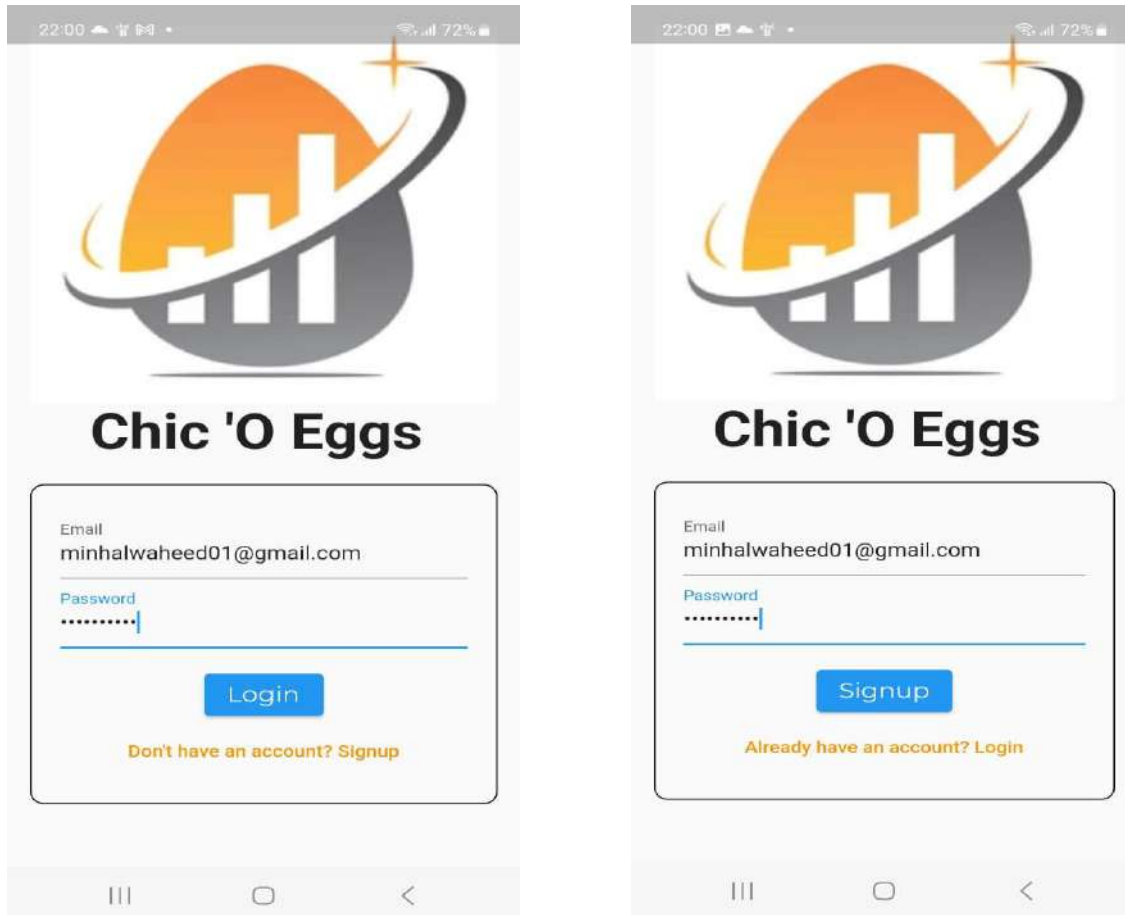 22:00
72%
Chic 'O Eggs
Email
minhalwaheed01@gmail.com
Password
••••••••••
Login
Don't have an account? Signup
22:00
72%
Chic 'O Eggs
Email
minhalwaheed01@gmail.com
Password
••••••••••
Signup
Already have an account? Login